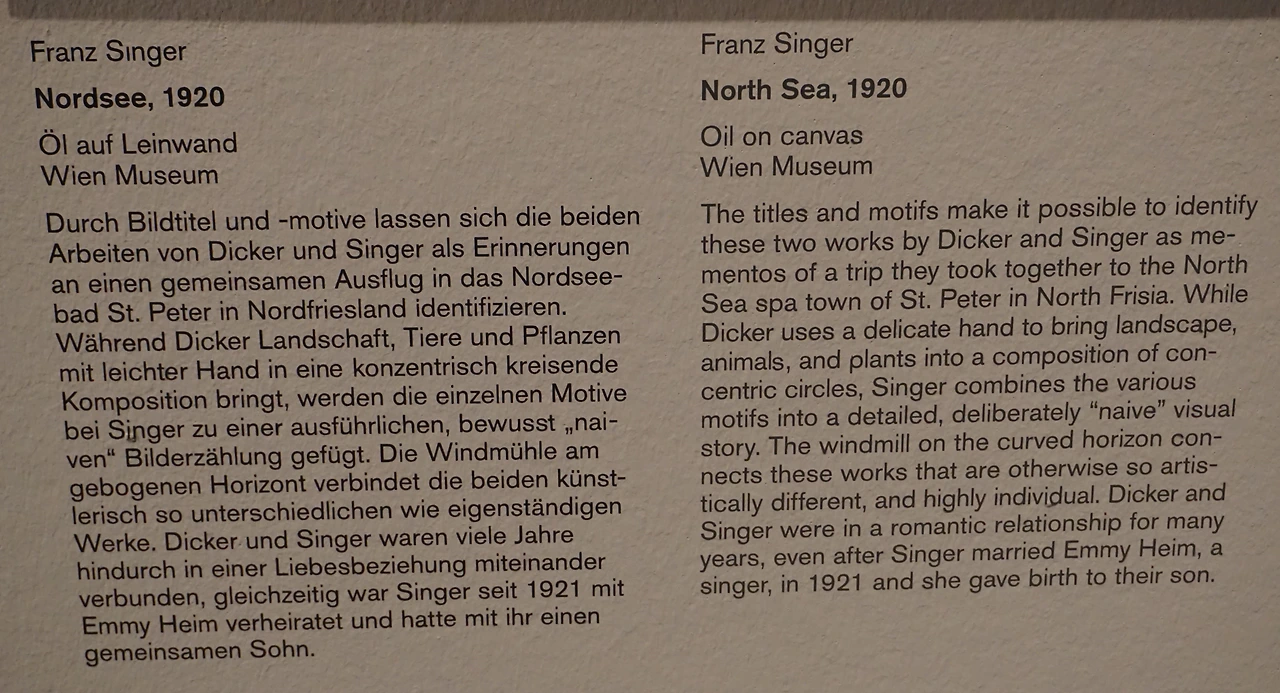 Franz Singer
Nordsee, 1920
Öl auf Leinwand
Wien Museum
Durch Bildtitel und -motive lassen sich die beiden
Arbeiten von Dicker und Singer als Erinnerungen
an einen gemeinsamen Ausflug in das Nordsee-
bad St. Peter in Nordfriesland identifizieren.
Während Dicker Landschaft, Tiere und Pflanzen
mit leichter Hand in eine konzentrisch kreisende
Komposition bringt, werden die einzelnen Motive
bei Singer zu einer ausführlichen, bewusst „nai-
ven“ Bilderzählung gefügt. Die Windmühle am
gebogenen Horizont verbindet die beiden künst-
lerisch so unterschiedlichen wie eigenständigen
Werke. Dicker und Singer waren viele Jahre
hindurch in einer Liebesbeziehung miteinander
verbunden, gleichzeitig war Singer seit 1921 mit
Emmy Heim verheiratet und hatte mit ihr einen
gemeinsamen Sohn.
Franz Singer
North Sea, 1920
Oil on canvas
Wien Museum
The titles and motifs make it possible to identify
these two works by Dicker and Singer as me-
mentos of a trip they took together to the North
Sea spa town of St. Peter in North Frisia. While
Dicker uses a delicate hand to bring landscape,
animals, and plants into a composition of con-
centric circles, Singer combines the various
motifs into a detailed, deliberately “naive” visual
story. The windmill on the curved horizon con-
nects these works that are otherwise so artis-
tically different, and highly individual. Dicker and
Singer were in a romantic relationship for many
years, even after Singer married Emmy Heim, a
singer, in 1921 and she gave birth to their son.